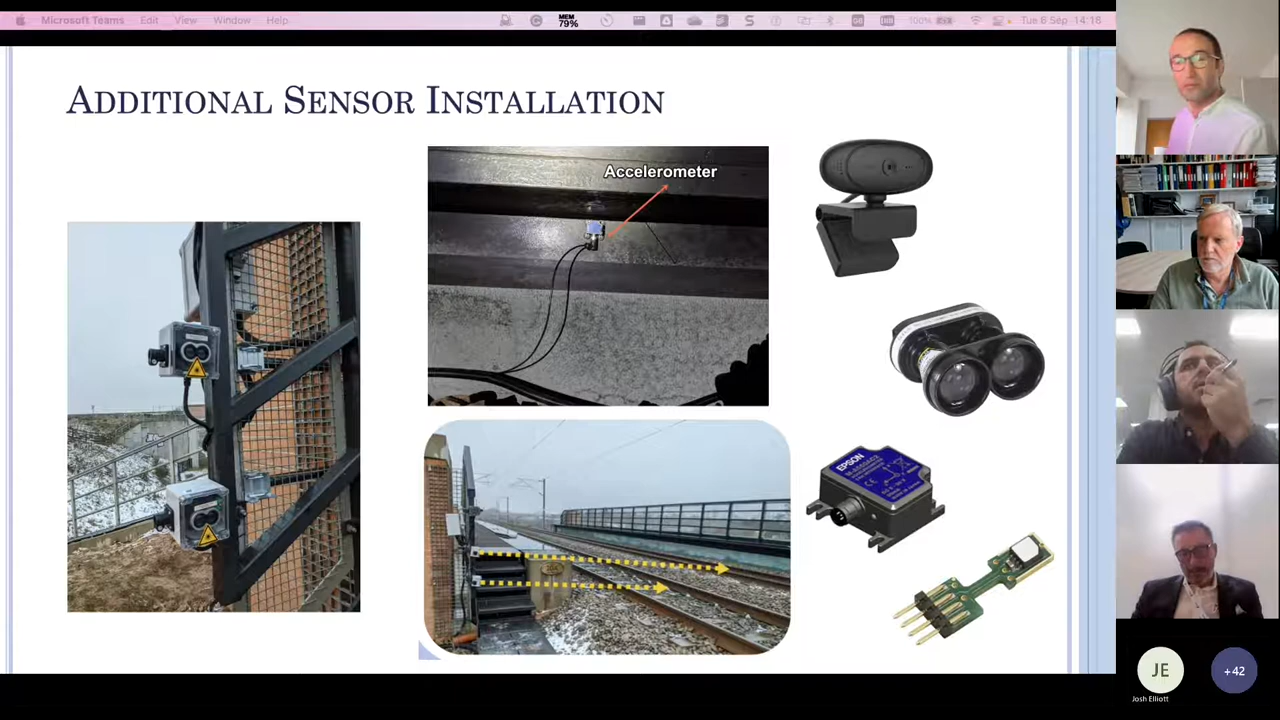 Microsoft Teams Edit View Window Help
MEM
79%
100%
Tue 6 Sep 14:18
ADDITIONAL SENSOR INSTALLATION
Accelerometer
EPSON
JE
+42
Josh Elliott